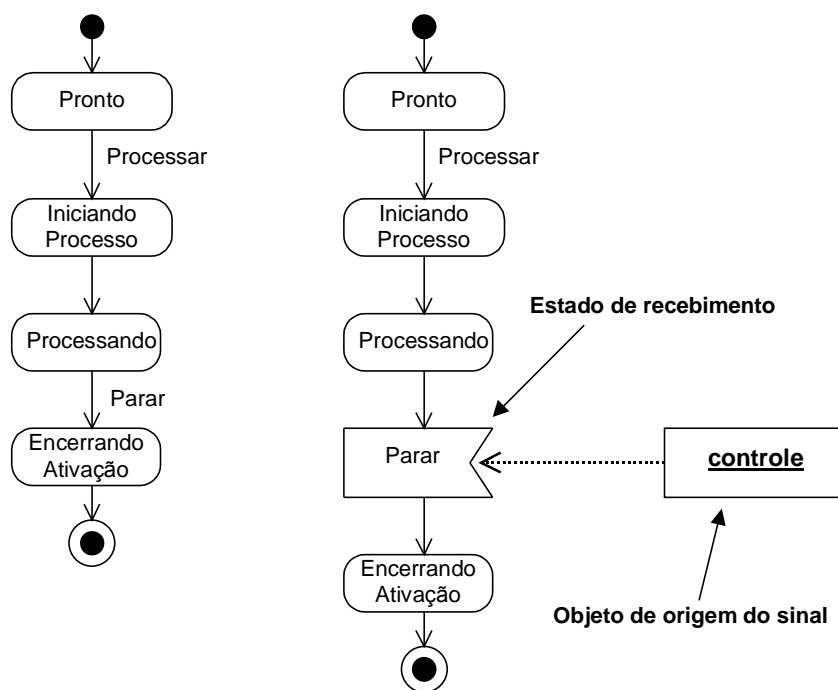 Pronto
Processar
Iniciando
Processo
Processando
Parar
Encerrando
Ativação
Pronto
Processar
Iniciando
Processo
Processando
Estado de recebimento
Parar
controle
Encerrando
Ativação
Objeto de origem do sinal